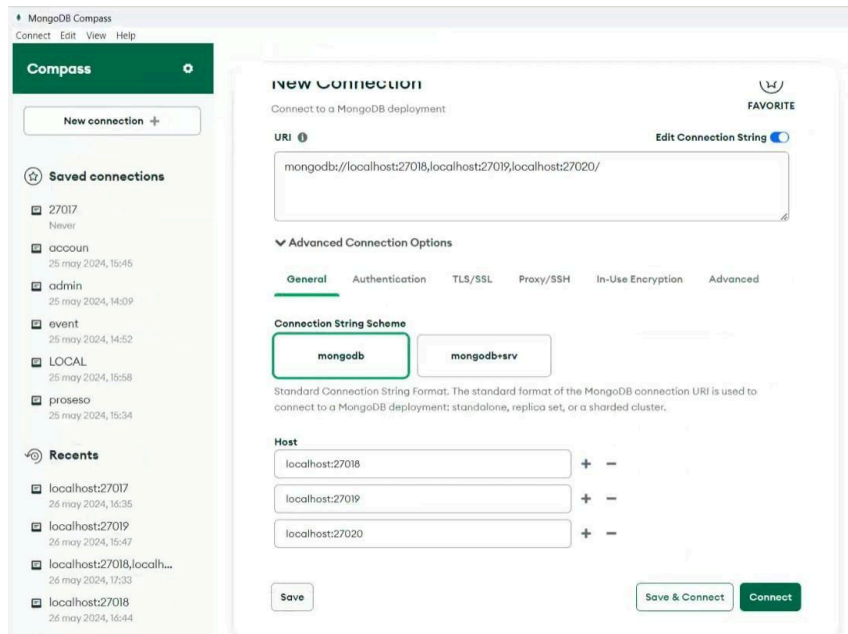 MongoDB Compass
Connect Edit View Help
Compass
New connection +
Saved connections
27017
Never
accoun
25 may 2024, 15:45
admin
25 may 2024, 14:09
event
25 may 2024, 14:52
LOCAL
25 may 2024, 15:58
proseso
25 may 2024, 15:34
Recents
localhost:27017
26 may 2024, 16:35
localhost:27019
26 may 2024, 15:47
localhost:27018,localh...
26 may 2024, 17:33
localhost:27018
26 may 2024, 16:44
New Connection
Connect to a MongoDB deployment
FAVORITE
URI
Edit Connection String
mongodb://localhost:27018,localhost:27019,localhost:27020/
Advanced Connection Options
General Authentication TLS/SSL Proxy/SSH In-Use Encryption Advanced
Connection String Scheme
mongodb mongodb+srv
Standard Connection String Format. The standard format of the MongoDB connection URI is used to
connect to a MongoDB deployment: standalone, replica set, or a sharded cluster.
Host
localhost:27018
localhost:27019
localhost:27020
Save Save & Connect Connect